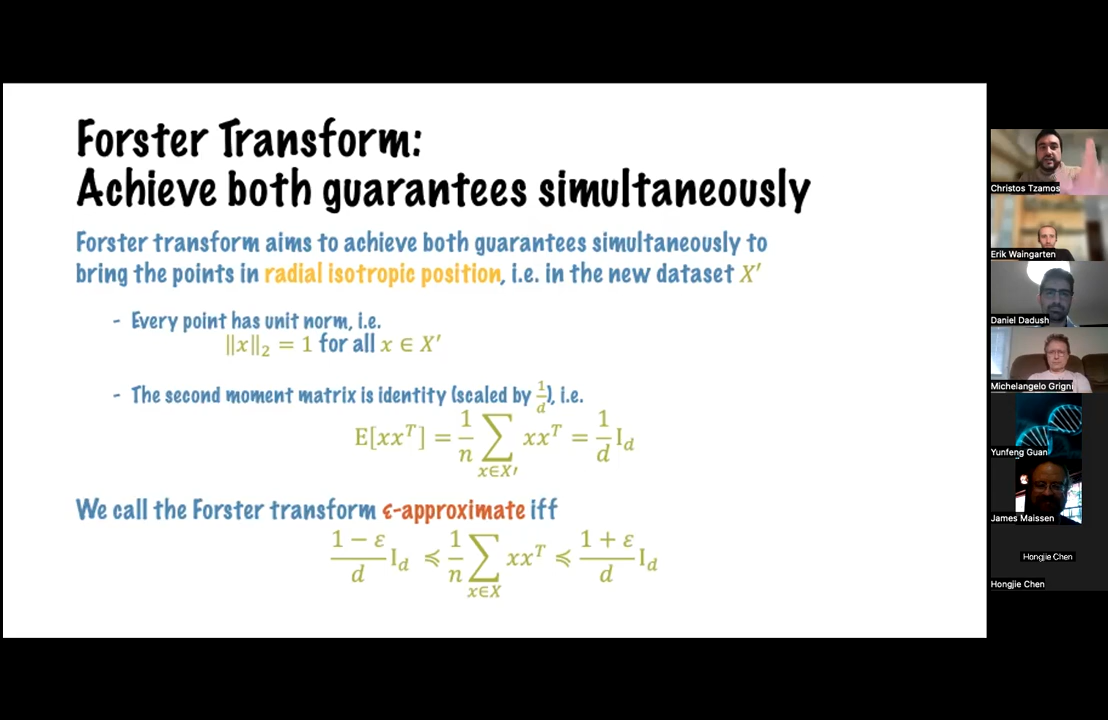 Forster Transform:
Achieve both guarantees simultaneously
Forster transform aims to achieve both guarantees simultaneously to
bring the points in radial isotropic position, i.e. in the new dataset X′
- Every point has unit norm, i.e.
‖x‖₂ = 1 for all x ∈ X′
- The second moment matrix is identity (scaled by 1/d), i.e.
E[xxᵀ] = 1/n ∑_{x∈X′} xxᵀ = 1/d I_d
We call the Forster transform ε-approximate iff
(1 − ε)/d I_d ≼ 1/n ∑_{x∈X} xxᵀ ≼ (1 + ε)/d I_d
Christos Tzamos
Erik Waingarten
Daniel Dadush
Michelangelo Grigni
Yunfeng Guan
James Maissen
Hongjie Chen
Hongjie Chen